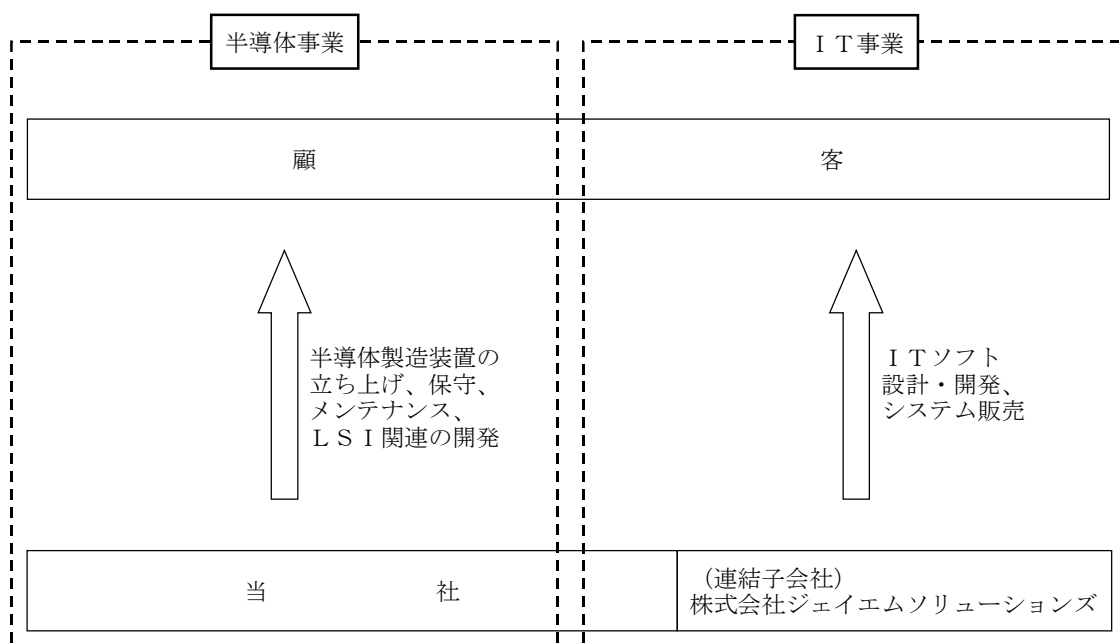 半導体事業
ＩＴ事業
顧　　　客
半導体製造装置の
立ち上げ、保守、
メンテナンス、
ＬＳＩ関連の開発
ＩＴソフト
設計・開発、
システム販売
当　　　社
（連結子会社）
株式会社ジェイエムソリューションズ